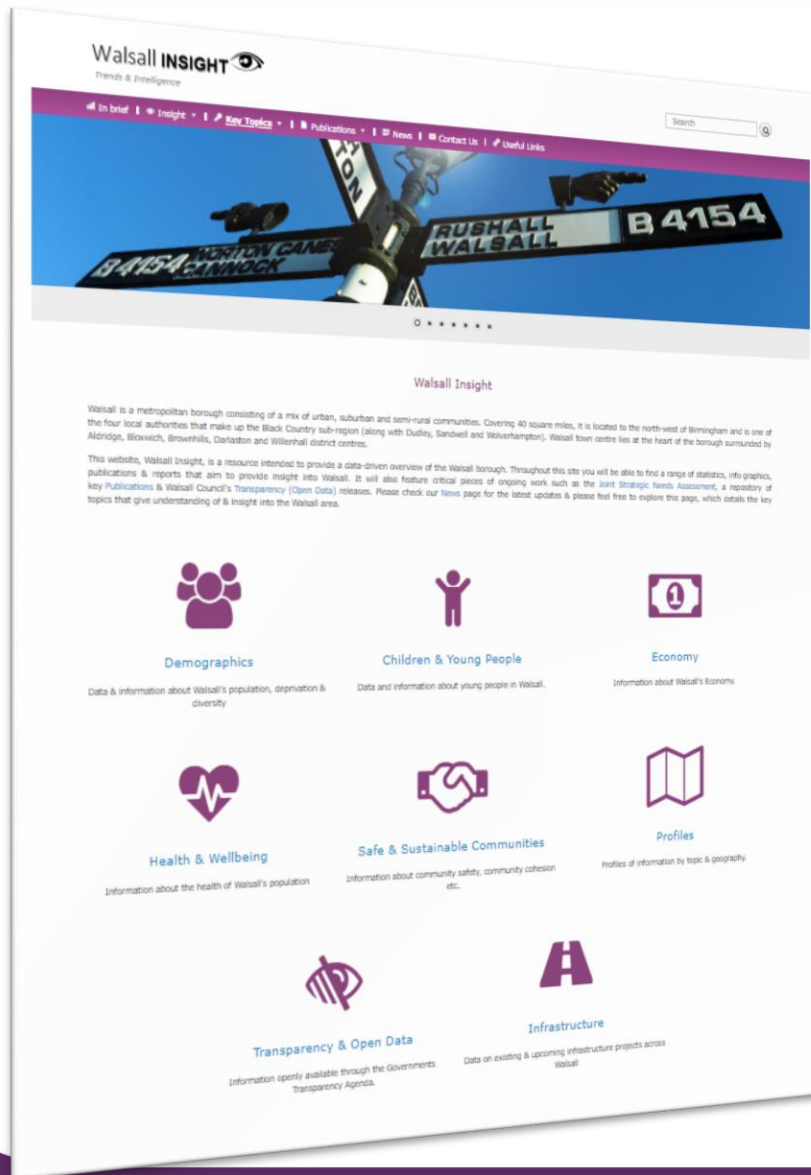 Walsall INSIGHT
Trends & Intelligence
Search
In brief | Insight | Key Topics | Publications | News | Contact Us | Useful Links
TON
B4154 NORTON CANES
CANNOCK
RUSHALL
WALSALL B4154
Walsall Insight
Walsall is a metropolitan borough consisting of a mix of urban, suburban and semi-rural communities. Covering 40 square miles, it is located to the north-west of Birmingham and is one of
the four local authorities that make up the Black Country sub-region (along with Dudley, Sandwell and Wolverhampton). Walsall town centre lies at the heart of the borough surrounded by
Aldridge, Bloxwich, Brownhills, Darlaston and Willenhall district centres.
This website, Walsall Insight, is a resource intended to provide a data-driven overview of the Walsall borough. Throughout this site you will be able to find a range of statistics, info graphics,
publications & reports that aim to provide insight into Walsall. It will also feature critical pieces of ongoing work such as the Joint Strategic Needs Assessment, a repository of
key Publications & Walsall Council's Transparency (Open Data) releases. Please check our News page for the latest updates & please feel free to explore this page, which details the key
topics that give understanding of & insight into the Walsall area.
1
Demographics
Data & information about Walsall's population, deprivation &
diversity
Children & Young People
Data and information about young people in Walsall.
Economy
Information about Walsall's Economy.
Health & Wellbeing
Information about the health of Walsall's population
Safe & Sustainable Communities
Information about community safety, community cohesion
etc.
Profiles
Profiles of information by topic & geography.
Transparency & Open Data
Information openly available through the Governments
Transparency Agenda.
Infrastructure
Data on existing & upcoming infrastructure projects across
Walsall